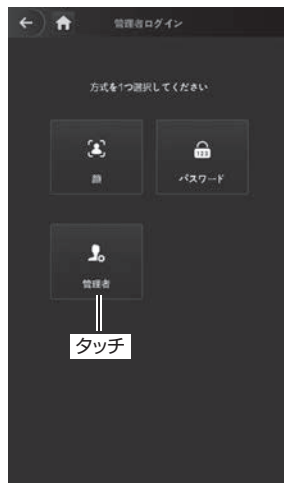 管理者ログイン
方式を1つ選択してください
顔
123
パスワード
管理者
タッチ